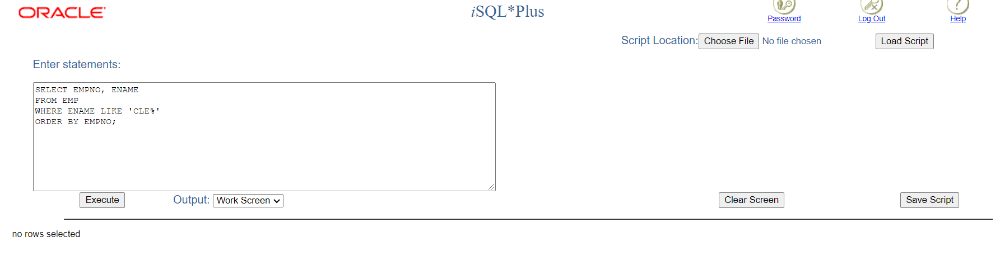 ORACLE
iSQL*Plus
Password
Log Out
?
Help
Script Location:
Choose File
No file chosen
Load Script
Enter statements:
SELECT EMPNO, ENAME
FROM EMP
WHERE ENAME LIKE 'CLE%'
ORDER BY EMPNO;
Execute
Output:
Work Screen
Clear Screen
Save Script
no rows selected